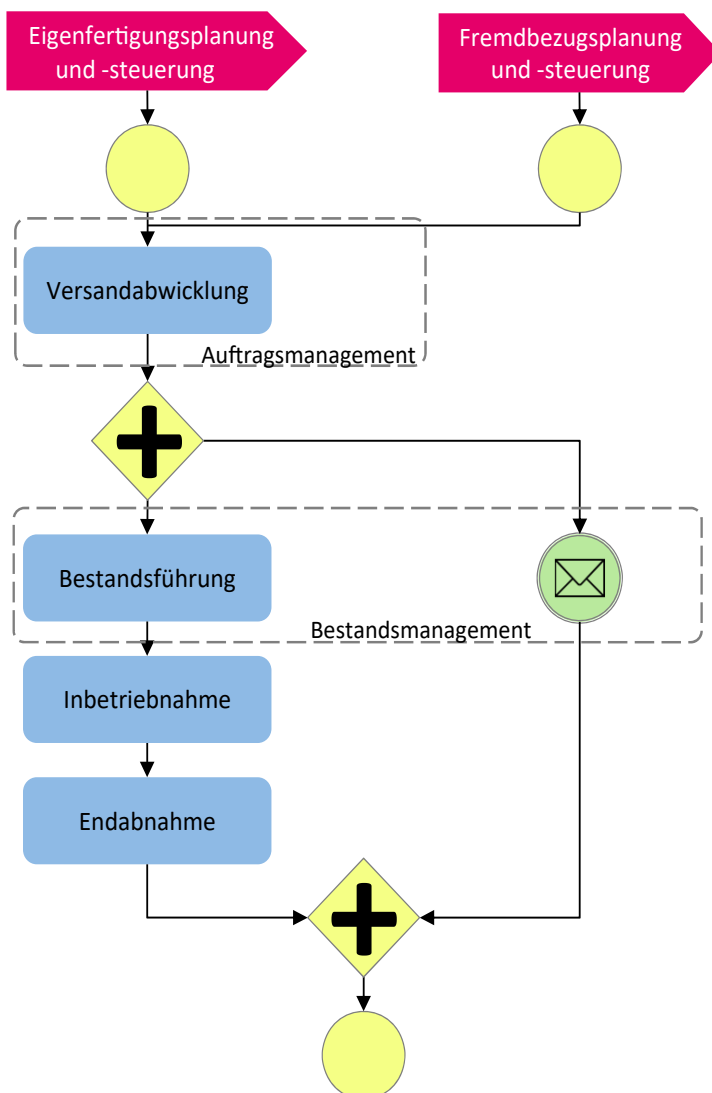 Eigenfertigungsplanung
und -steuerung
Fremdbezugsplanung
und -steuerung
Versandabwicklung
Auftragsmanagement
Bestandsführung
Bestandsmanagement
Inbetriebnahme
Endabnahme